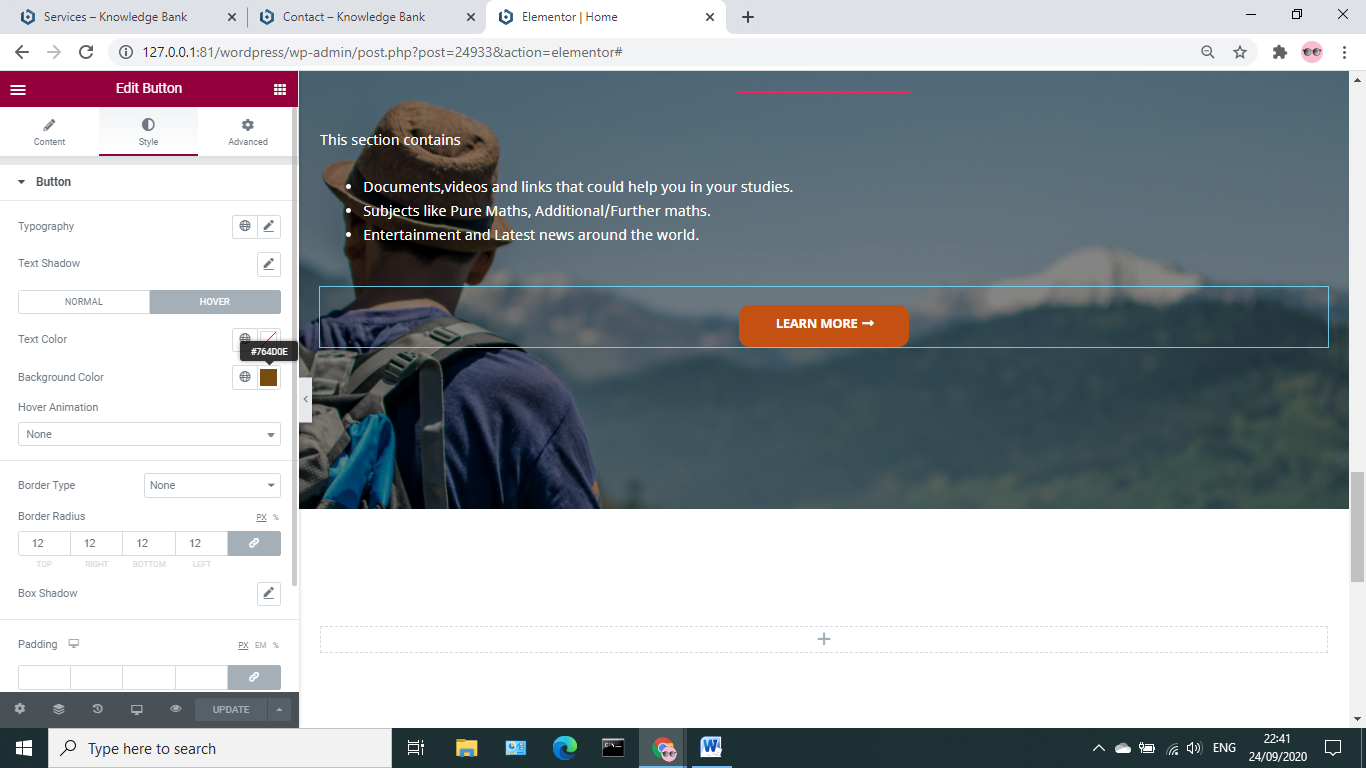 Services – Knowledge Bank
Contact – Knowledge Bank
Elementor | Home
127.0.0.1:81/wordpress/wp-admin/post.php?post=24933&action=elementor#
Edit Button
Content
Style
Advanced
Button
Typography
Text Shadow
NORMAL
HOVER
Text Color
#764D0E
Background Color
Hover Animation
None
Border Type
None
Border Radius
PX %
12 12 12 12
TOP RIGHT BOTTOM LEFT
Box Shadow
Padding
PX EM %
UPDATE
This section contains
• Documents,videos and links that could help you in your studies.
• Subjects like Pure Maths, Additional/Further maths.
• Entertainment and Latest news around the world.
LEARN MORE
Type here to search
ENG
22:41
24/09/2020